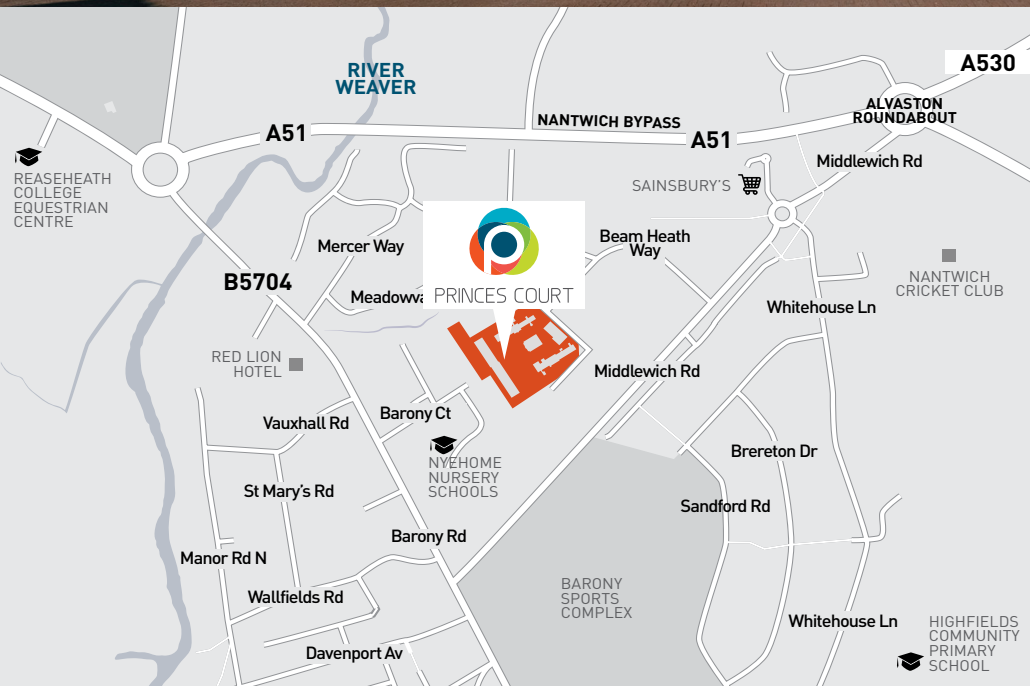 RIVER
WEAVER
A530
ALVASTON
ROUNDABOUT
NANTWICH BYPASS
A51
A51
Middlewich Rd
REASEHEATH
COLLEGE
EQUESTRIAN
CENTRE
SAINSBURY'S
Mercer Way
Beam Heath
Way
B5704
NANTWICH
CRICKET CLUB
PRINCES COURT
Whitehouse Ln
RED LION
HOTEL
Middlewich Rd
Barony Ct
Vauxhall Rd
Brereton Dr
NYEHOME
NURSERY
SCHOOLS
St Mary's Rd
Sandford Rd
Barony Rd
Manor Rd N
BARONY
SPORTS
COMPLEX
Wallfields Rd
Whitehouse Ln
HIGHFIELDS
COMMUNITY
PRIMARY
SCHOOL
Davenport Av